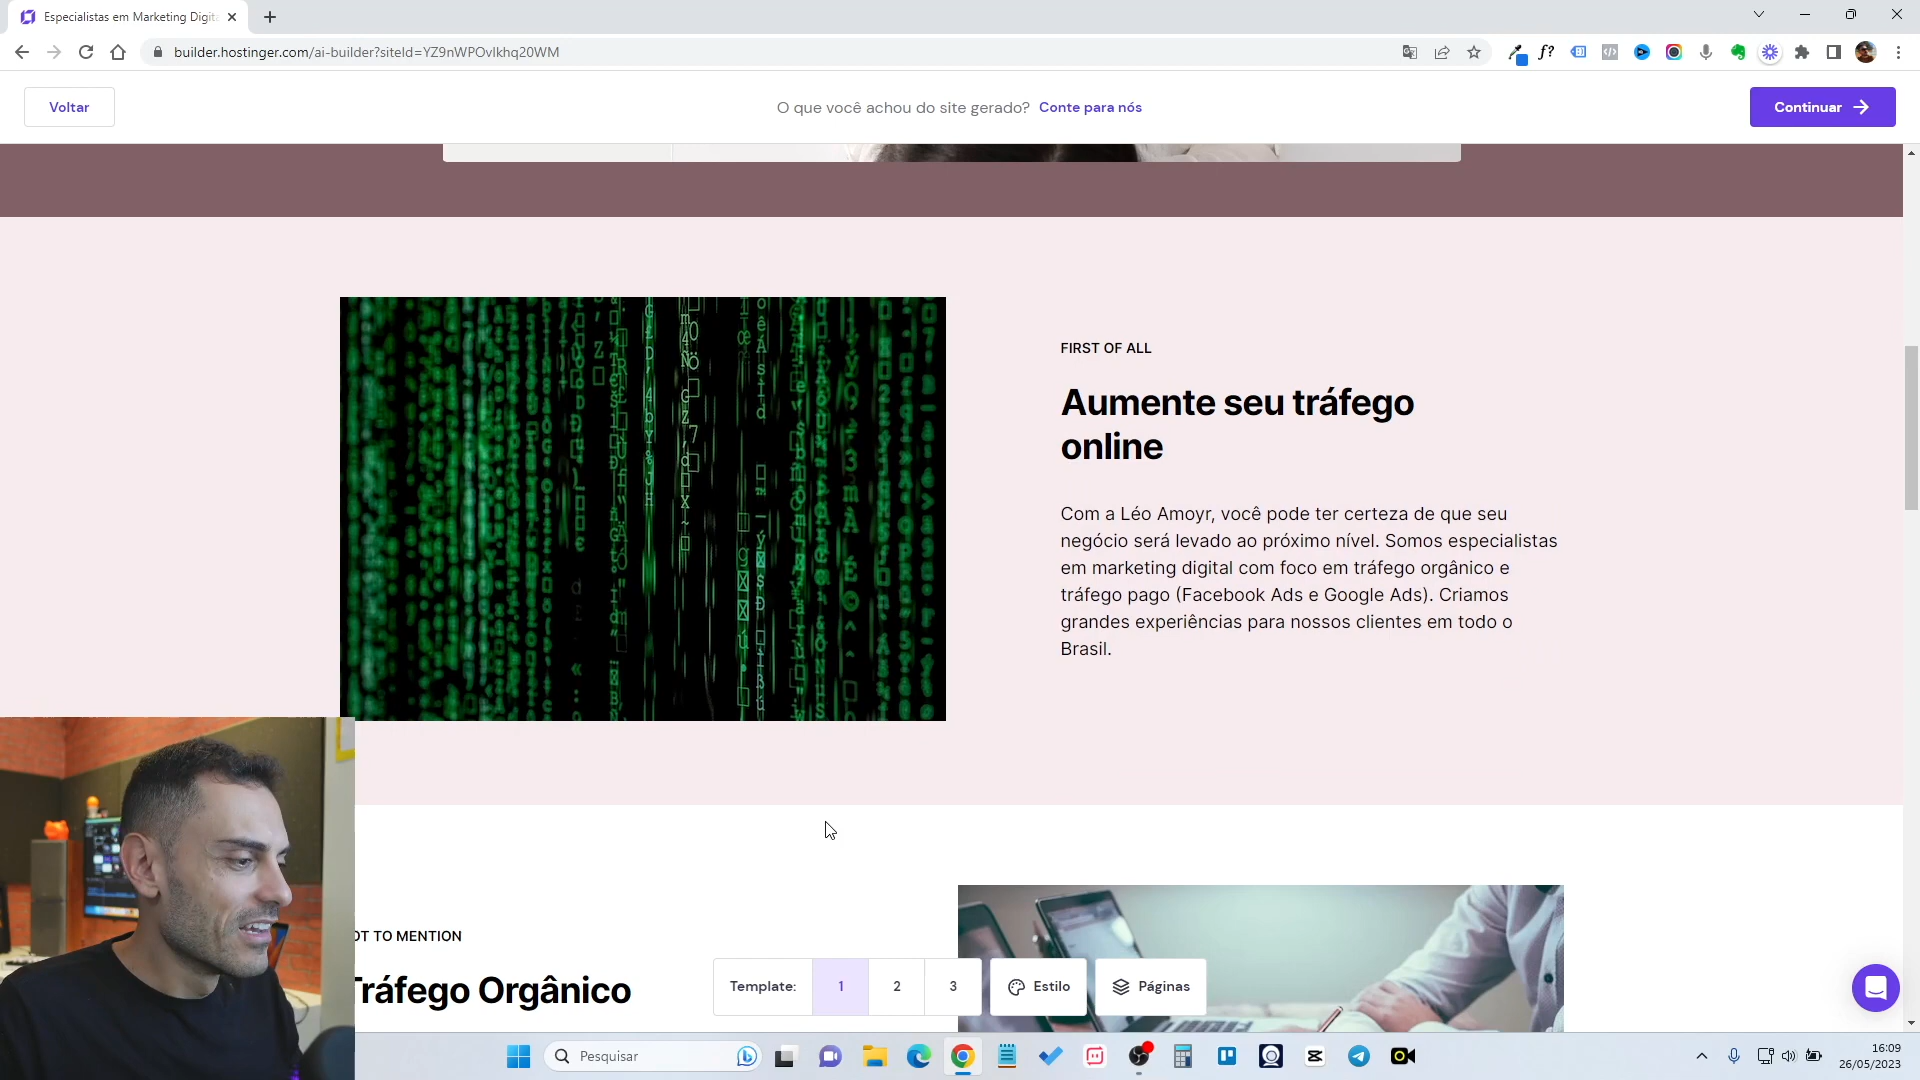 Especialistas em Marketing Digita
builder.hostinger.com/ai-builder?siteId=YZ9nWPOvIkhq20WM
f?
Voltar
O que você achou do site gerado? Conte para nós
Continuar
FIRST OF ALL
Aumente seu tráfego
online
Com a Léo Amoyr, você pode ter certeza de que seu
negócio será levado ao próximo nível. Somos especialistas
em marketing digital com foco em tráfego orgânico e
tráfego pago (Facebook Ads e Google Ads). Criamos
grandes experiências para nossos clientes em todo o
Brasil.
OT TO MENTION
Tráfego Orgânico
Template: 1 2 3 Estilo Páginas
Pesquisar
16:09
26/05/2023